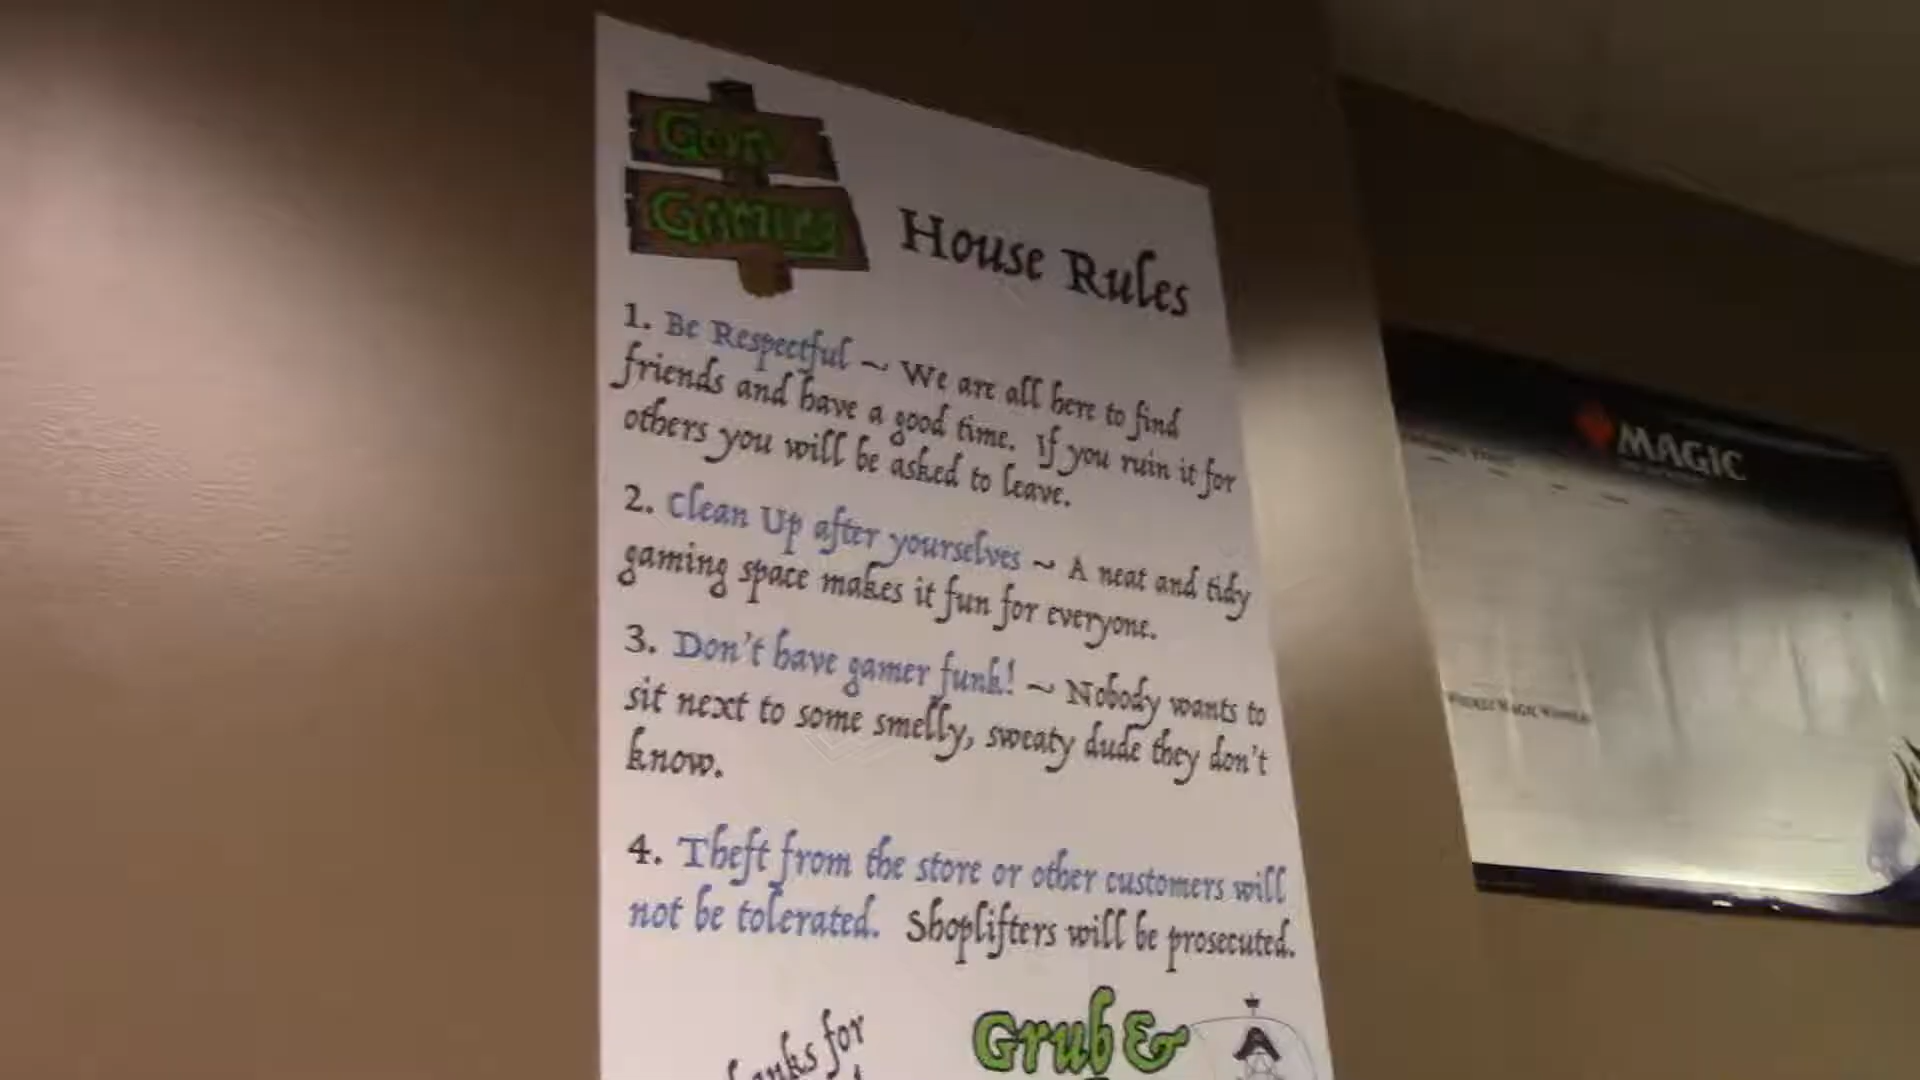 Gory
Gaming
House Rules
1. Be Respectful ~ We are all here to find
friends and have a good time. If you ruin it for
others you will be asked to leave.
2. Clean Up after yourselves ~ A neat and tidy
gaming space makes it fun for everyone.
3. Don't have gamer funk! ~ Nobody wants to
sit next to some smelly, sweaty dude they don't
know.
4. Theft from the store or other customers will
not be tolerated. Shoplifters will be prosecuted.
for
Grub &
MAGIC